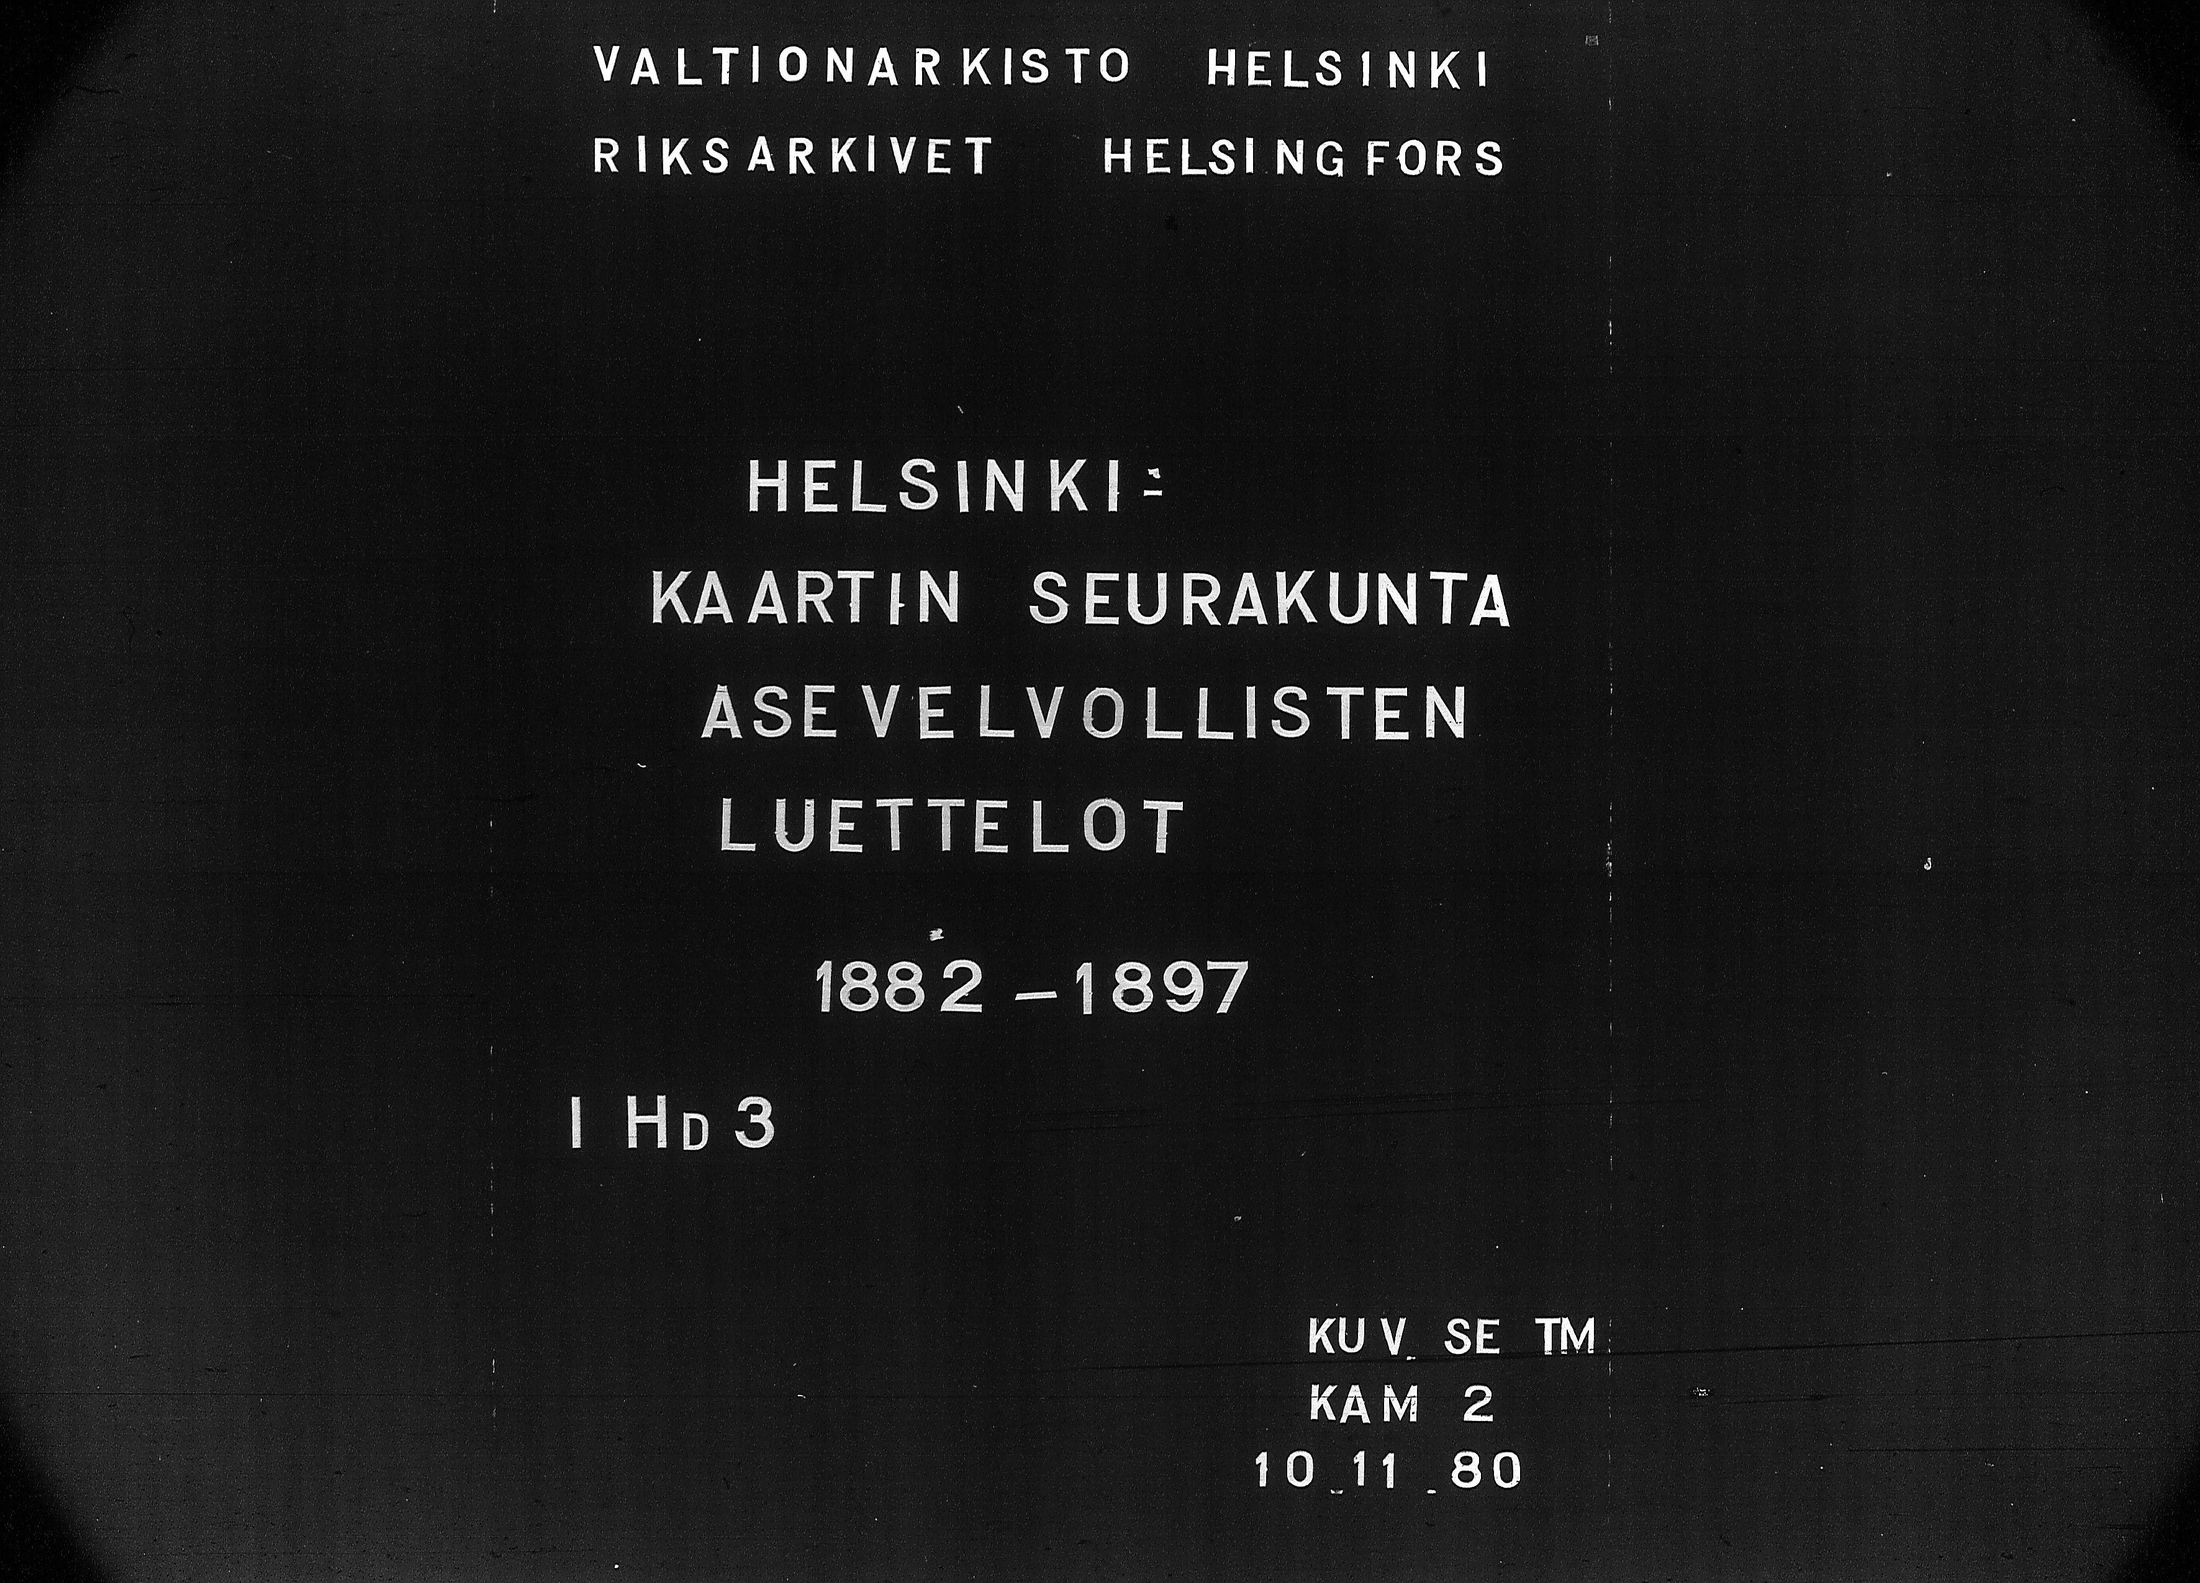 VALTIONARKISTO HELSINKI
RIKSARKIVET HELSINGFORS
HELSINKI:
KAARTIN SEURAKUNTA
ASEVELVOLLISTEN
LUETTELOT
1882-1897
I HD 3
KUV. SE TM
KAM 2
10.11.80